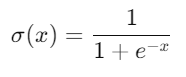 σ(x) = 1 / (1 + e^{-x})